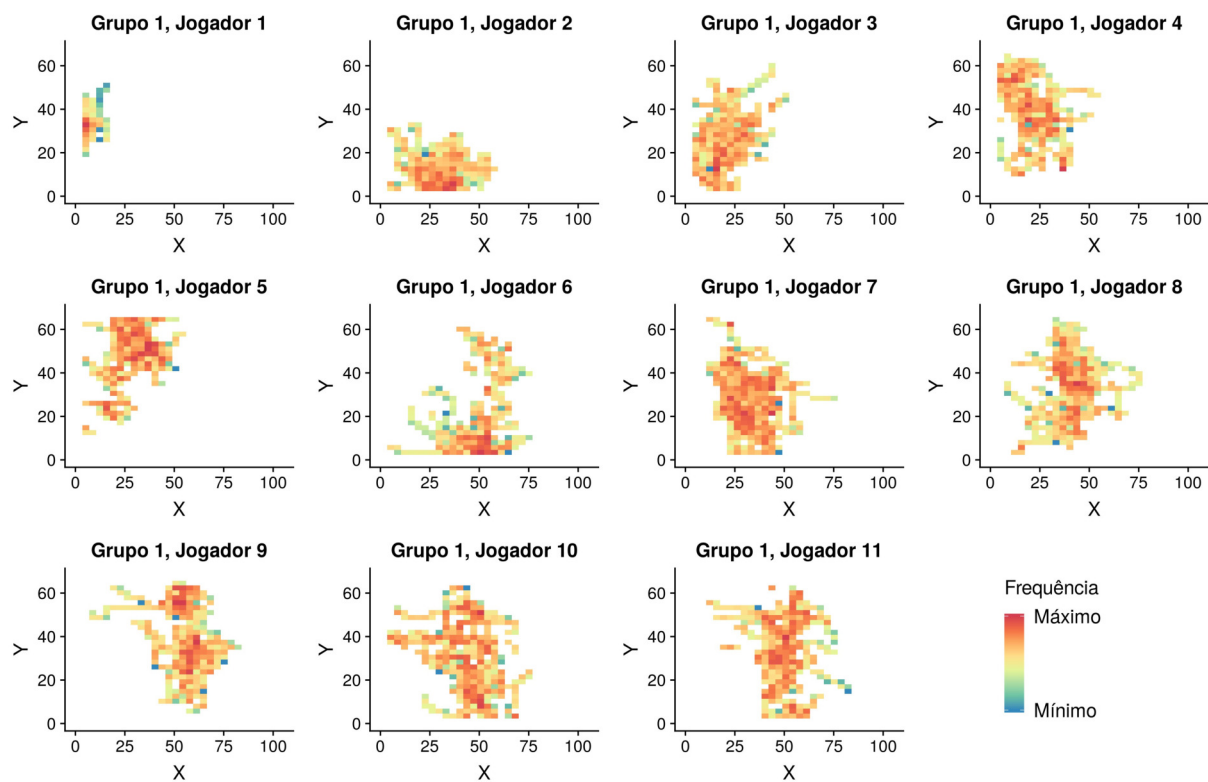 Grupo 1, Jogador 1
Grupo 1, Jogador 2
Grupo 1, Jogador 3
Grupo 1, Jogador 4
60
40
20
0
Y
0 25 50 75 100
X
60
40
20
0
Y
0 25 50 75 100
X
60
40
20
0
Y
0 25 50 75 100
X
60
40
20
0
Y
0 25 50 75 100
X
Grupo 1, Jogador 5
Grupo 1, Jogador 6
Grupo 1, Jogador 7
Grupo 1, Jogador 8
60
40
20
0
Y
0 25 50 75 100
X
60
40
20
0
Y
0 25 50 75 100
X
60
40
20
0
Y
0 25 50 75 100
X
60
40
20
0
Y
0 25 50 75 100
X
Grupo 1, Jogador 9
Grupo 1, Jogador 10
Grupo 1, Jogador 11
60
40
20
0
Y
0 25 50 75 100
X
60
40
20
0
Y
0 25 50 75 100
X
60
40
20
0
Y
0 25 50 75 100
X
Frequência
Máximo
Mínimo